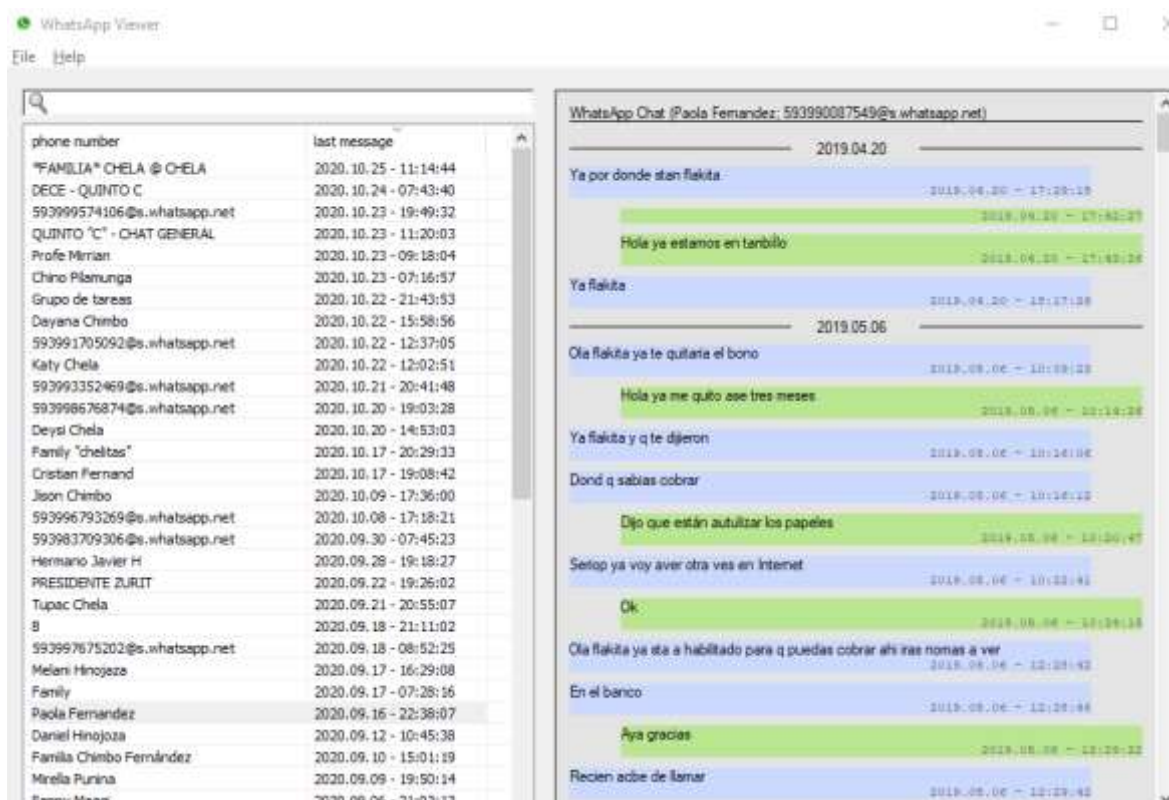 WhatsApp Viewer
File Help
phone number last message
"FAMILIA" CHELA @ CHELA 2020.10.25 - 11:14:44
DECE - QUINTO C 2020.10.24 - 07:43:40
593999574106@s.whatsapp.net 2020.10.23 - 19:49:32
QUINTO "C" - CHAT GENERAL 2020.10.23 - 11:20:03
Profe Mirrian 2020.10.23 - 09:18:04
Chino Pilamunga 2020.10.23 - 07:16:57
Grupo de tareas 2020.10.22 - 21:43:53
Dayana Chimbo 2020.10.22 - 15:58:56
593991705092@s.whatsapp.net 2020.10.22 - 12:37:05
Katy Chela 2020.10.22 - 12:02:51
593993352469@s.whatsapp.net 2020.10.21 - 20:41:48
593998676874@s.whatsapp.net 2020.10.20 - 19:03:28
Deysi Chela 2020.10.20 - 14:53:03
Family "chelitas" 2020.10.17 - 20:29:33
Cristian Fernand 2020.10.17 - 19:08:42
Jison Chimbo 2020.10.09 - 17:36:00
593996793269@s.whatsapp.net 2020.10.08 - 17:18:21
593983709306@s.whatsapp.net 2020.09.30 - 07:45:23
Hermano Javier H 2020.09.28 - 19:18:27
PRESIDENTE ZURIT 2020.09.22 - 19:26:02
Tupac Chela 2020.09.21 - 20:55:07
B 2020.09.18 - 21:11:02
593997675202@s.whatsapp.net 2020.09.18 - 08:52:25
Melani Hinojaza 2020.09.17 - 16:29:08
Family 2020.09.17 - 07:28:16
Paola Fernandez 2020.09.16 - 22:38:07
Daniel Hinojoza 2020.09.12 - 10:45:38
Familia Chimbo Fernández 2020.09.10 - 15:01:19
Mirella Punina 2020.09.09 - 19:50:14
WhatsApp Chat (Paola Fernandez; 593990087549@s.whatsapp.net)
2019.04.20
Ya por donde stan flakita
Hola ya estamos en tanbillo
Ya flakita
2019.05.06
Ola flakita ya te quitaria el bono
Hola ya me quito ase tres meses
Ya flakita y q te dijieron
Dond q sabias cobrar
Dijo que están autulizar los papeles
Seriop ya voy aver otra ves en Internet
Ok
Ola flakita ya sta a habilitado para q puedas cobrar ahi iras nomas a ver
En el banco
Aya gracias
Recien acbe de llamar